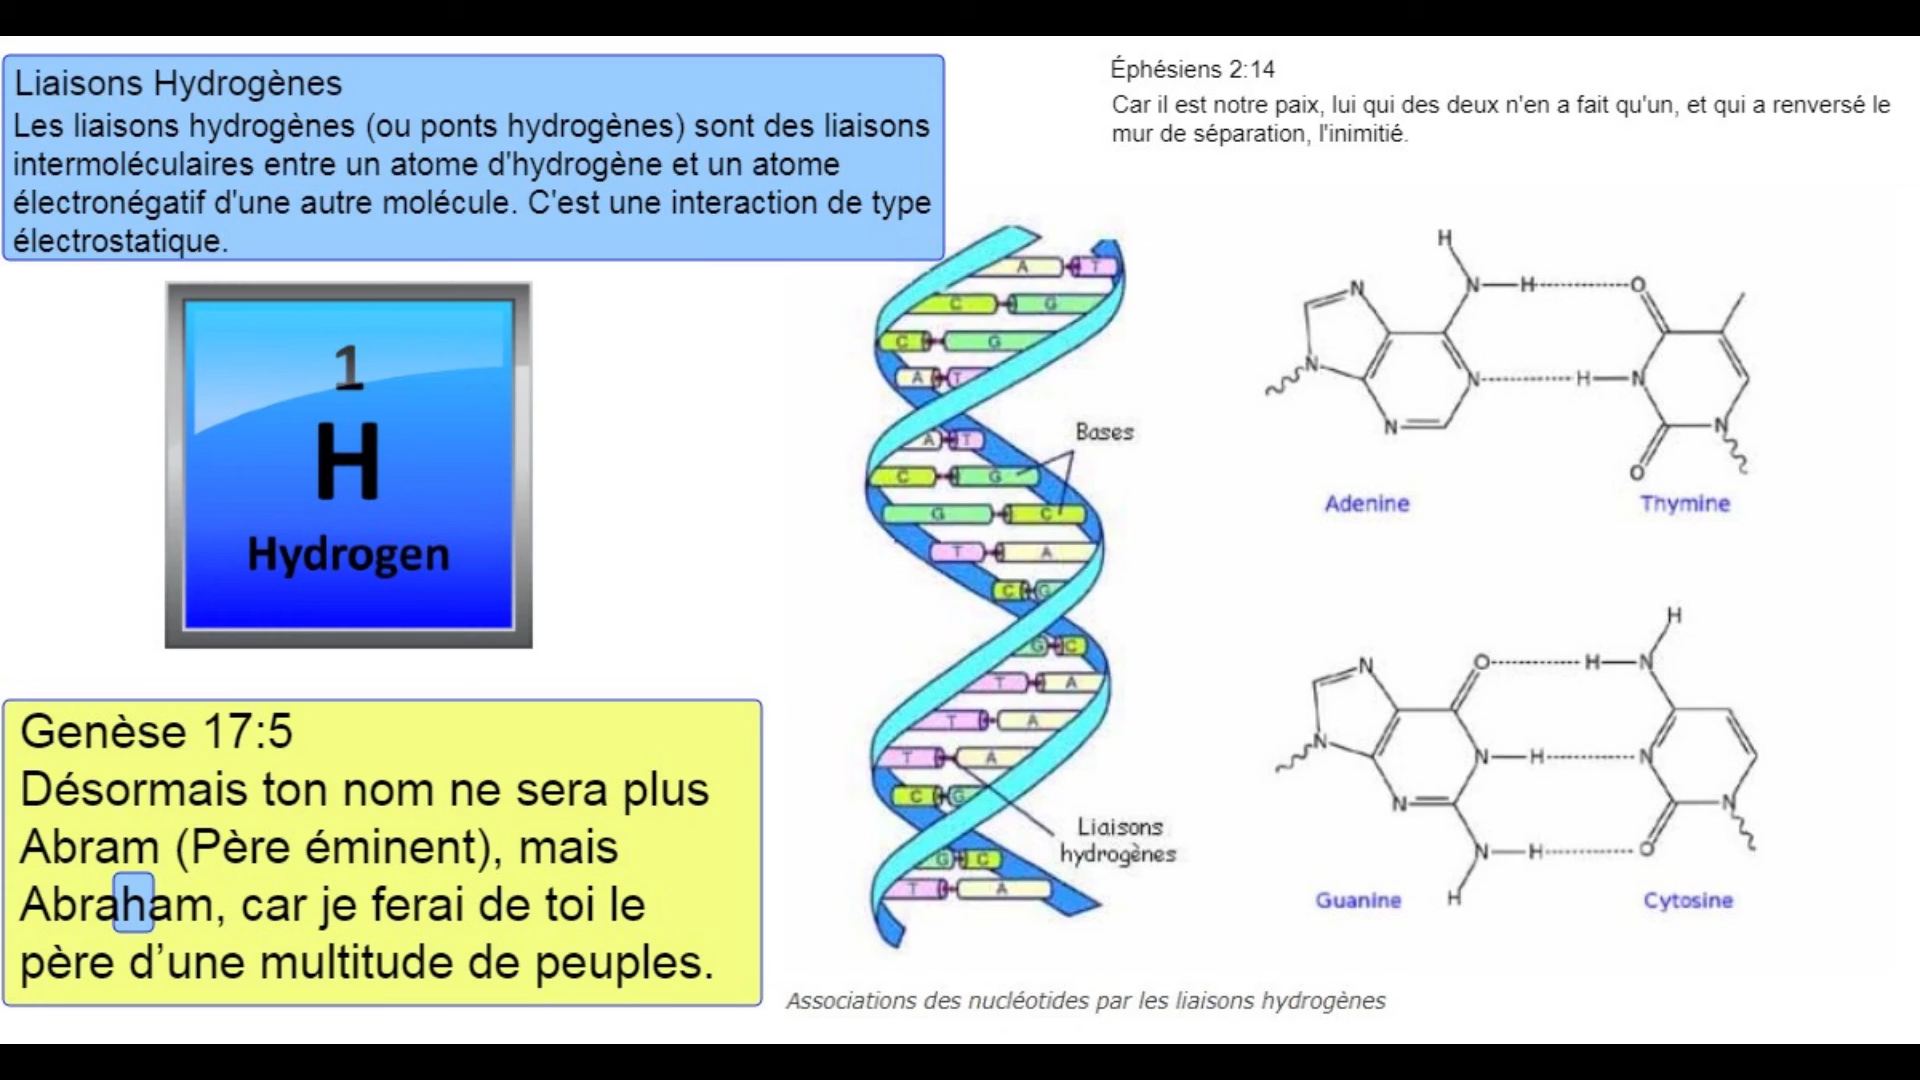 Liaisons Hydrogènes
Les liaisons hydrogènes (ou ponts hydrogènes) sont des liaisons
intermoléculaires entre un atome d'hydrogène et un atome
électronégatif d'une autre molécule. C'est une interaction de type
électrostatique.
Éphésiens 2:14
Car il est notre paix, lui qui des deux n'en a fait qu'un, et qui a renversé le
mur de séparation, l'inimitié.
1
H
Hydrogen
Genèse 17:5
Désormais ton nom ne sera plus
Abram (Père éminent), mais
Abraham, car je ferai de toi le
père d’une multitude de peuples.
A T
C G
C G
A T
A T
C G
G C
T A
C G
G C
T A
T A
T A
C G
G C
T A
Bases
Liaisons
hydrogènes
Associations des nucléotides par les liaisons hydrogènes
H
N N H O
N N H N
N N
O
Adenine Thymine
H
N O H N
N N H N
N N
N H O
H
Guanine Cytosine